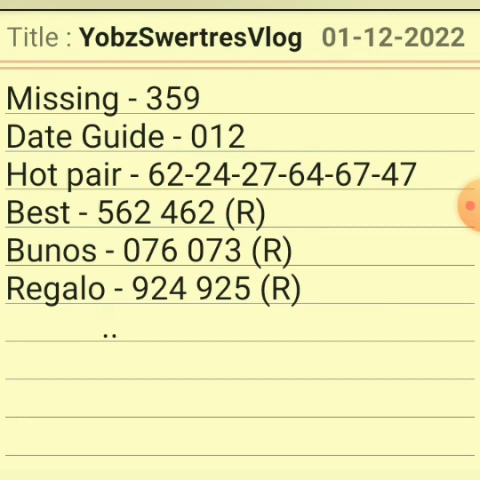 Title : YobzSwertresVlog 01-12-2022
Missing - 359
Date Guide - 012
Hot pair - 62-24-27-64-67-47
Best - 562 462 (R)
Bunos - 076 073 (R)
Regalo - 924 925 (R)
..